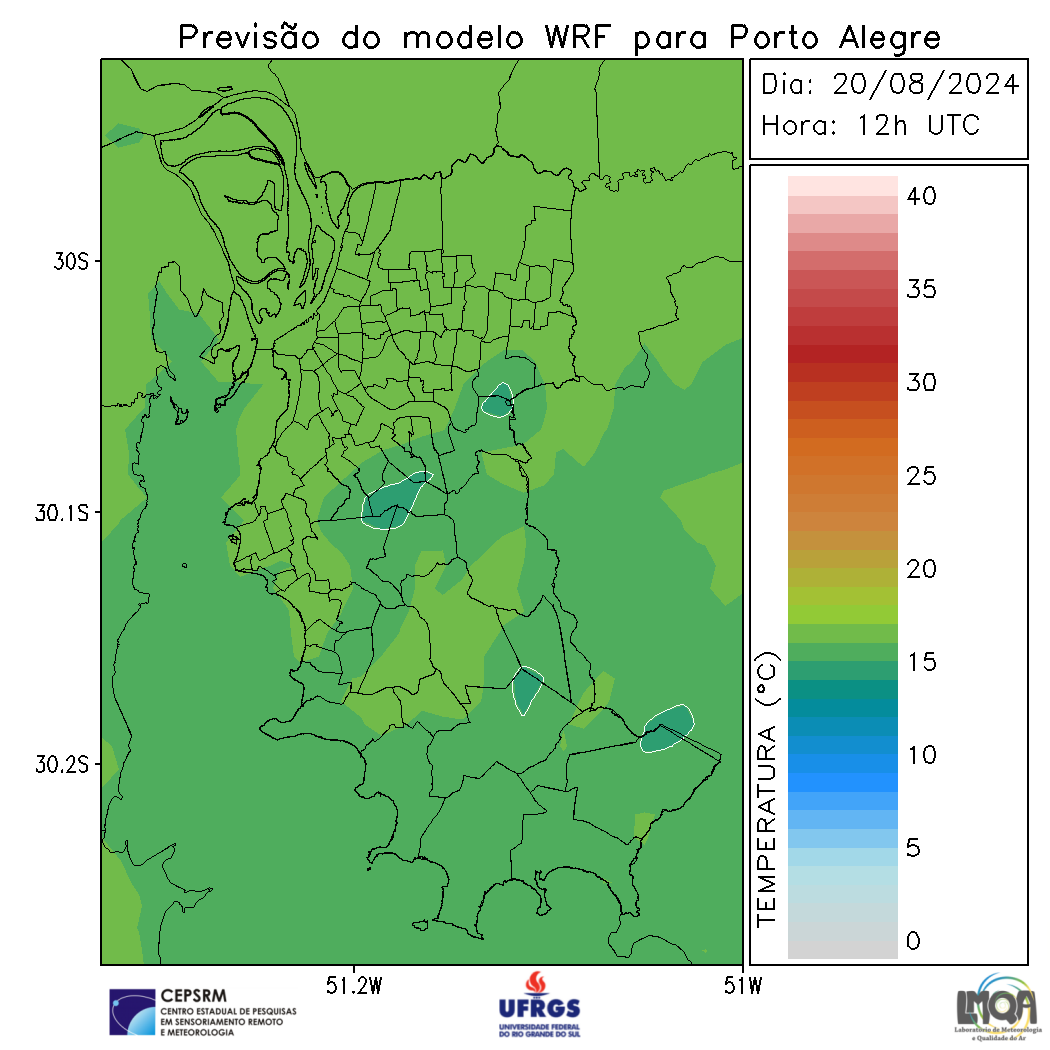 Previsão do modelo WRF para Porto Alegre
Dia: 20/08/2024
Hora: 12h UTC
40
35
30
25
20
15
10
5
0
TEMPERATURA (°C)
30S
30.1S
30.2S
51.2W
51W
CEPSRM
CENTRO ESTADUAL DE PESQUISAS
EM SENSORIAMENTO REMOTO
E METEOROLOGIA
UFRGS
UNIVERSIDADE FEDERAL
DO RIO GRANDE DO SUL
LMQA
Laboratório de Meteorologia
e Qualidade do Ar